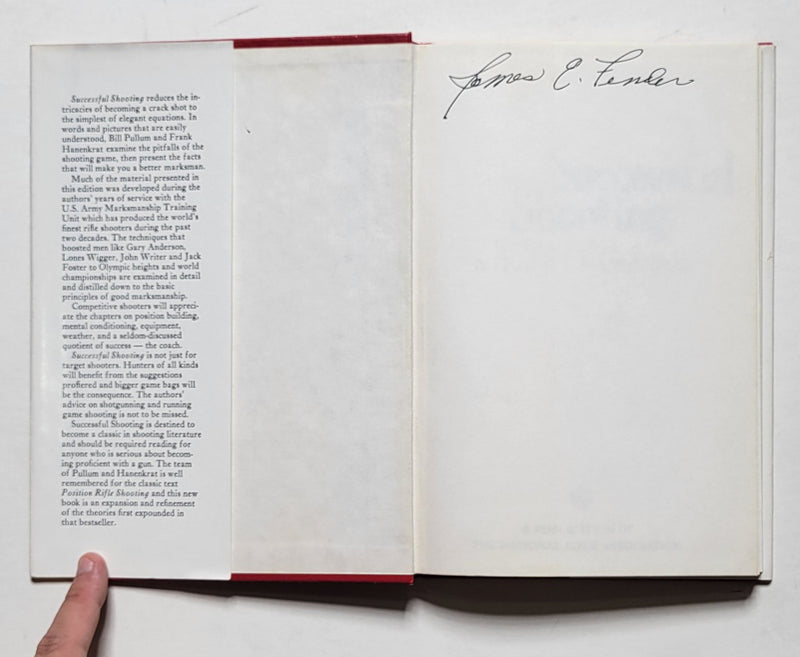 Successful Shooting reduces the in-
tricacies of becoming a crack shot to
the simplest of elegant equations. In
words and pictures that are easily
understood, Bill Pullum and Frank
Hanenkrat examine the pitfalls of the
shooting game, then present the facts
that will make you a better marksman.
Much of the material presented in
this edition was developed during the
authors' years of service with the
U.S. Army Marksmanship Training
Unit which has produced the world's
finest rifle shooters during the past
two decades. The techniques that
boosted men like Gary Anderson,
Lones Wigger, John Writer and Jack
Foster to Olympic heights and world
championships are examined in detail
and distilled down to the basic
principles of good marksmanship.
Competitive shooters will appreci-
ate the chapters on position building,
mental conditioning, equipment,
weather, and a seldom-discussed
quotient of success — the coach.
Successful Shooting is not just for
target shooters. Hunters of all kinds
will benefit from the suggestions
proffered and bigger game bags will
be the consequence. The authors'
advice on shotgunning and running
game shooting is not to be missed.
Successful Shooting is destined to
become a classic in shooting literature
and should be required reading for
anyone who is serious about becom-
ing proficient with a gun. The team
of Pullum and Hanenkrat is well
remembered for the classic text
Position Rifle Shooting and this new
book is an expansion and refinement
of the theories first expounded in
that bestseller.
James E. Fender